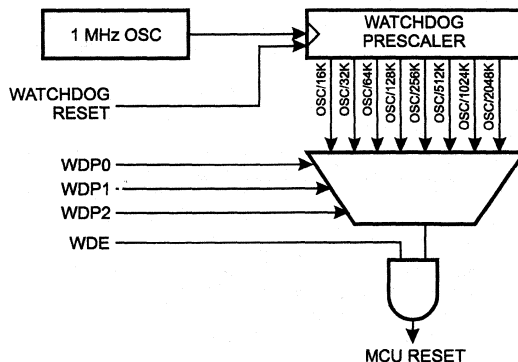 1 MHz OSC
WATCHDOG
PRESCALER
WATCHDOG
RESET
OSC/16K
OSC/32K
OSC/64K
OSC/128K
OSC/256K
OSC/512K
OSC/1024K
OSC/2048K
WDP0
WDP1
WDP2
WDE
MCU RESET